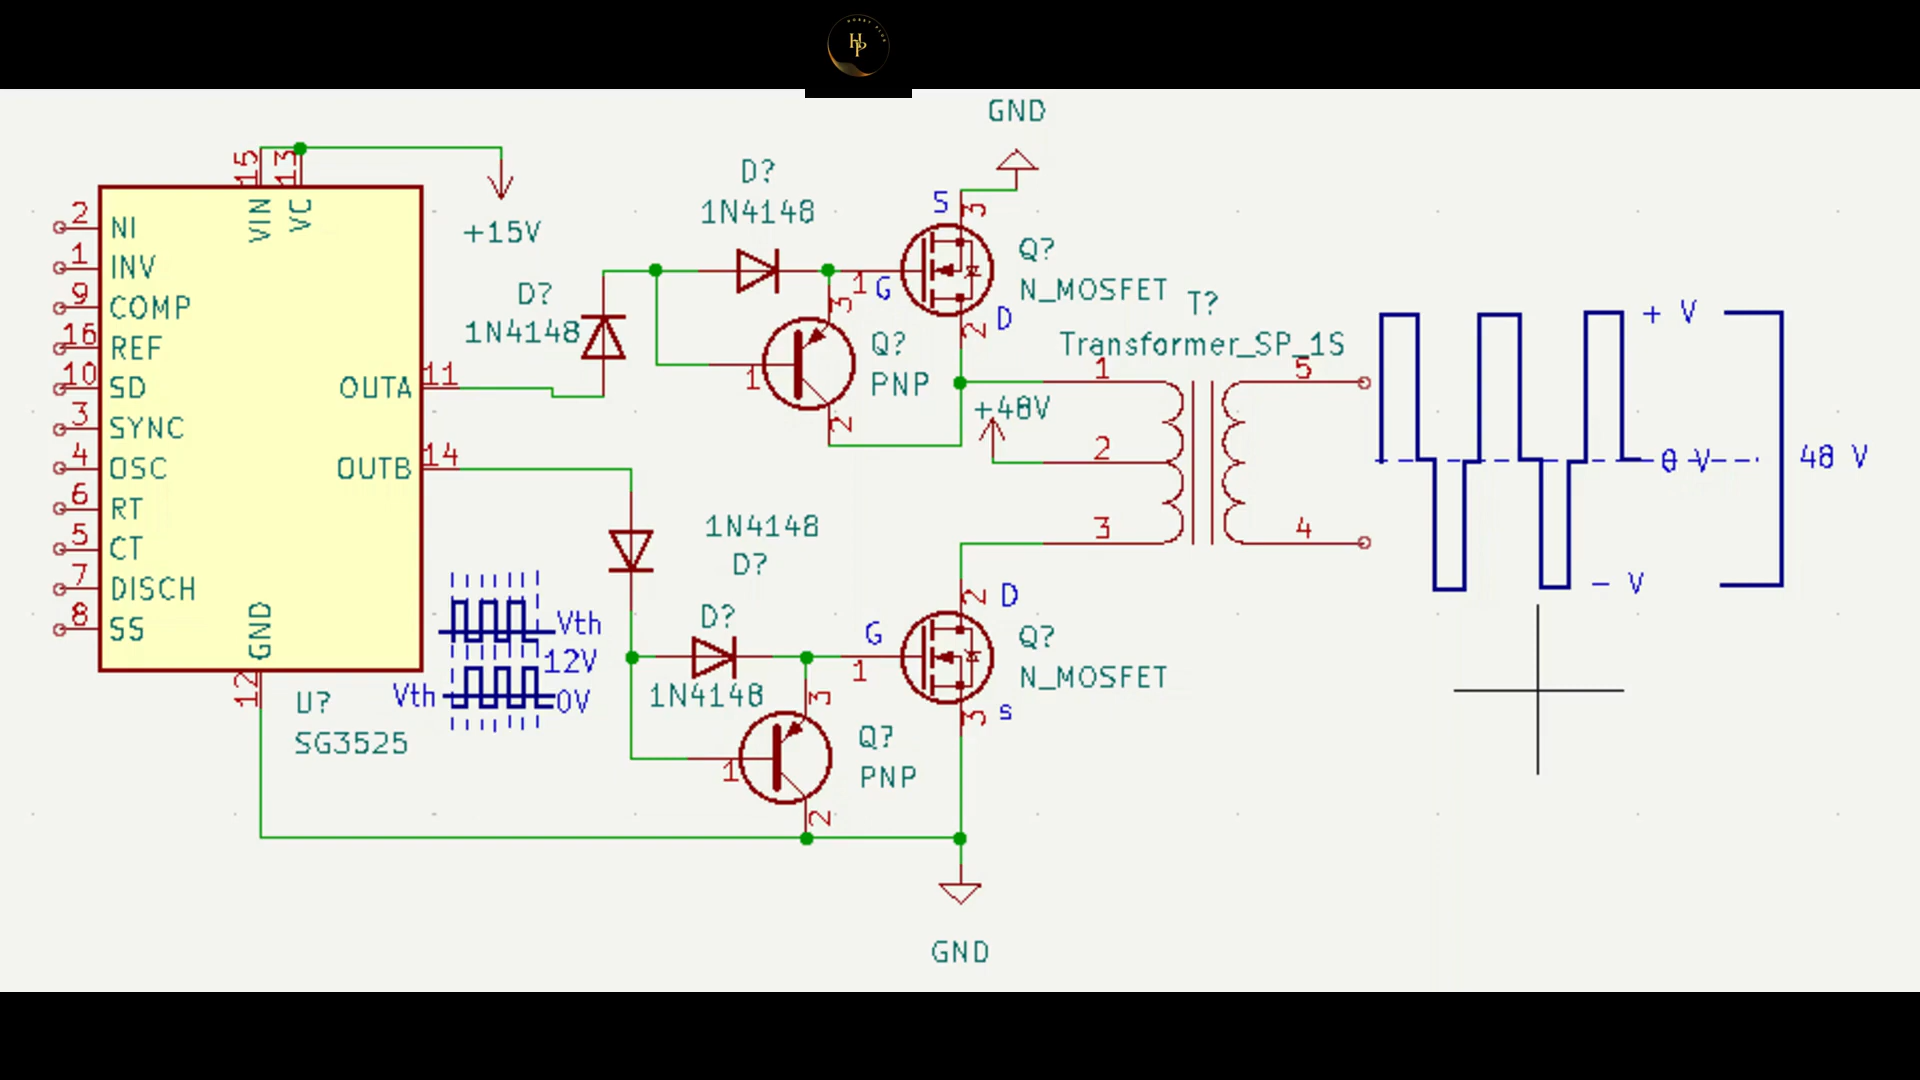 HP
GND
15
13
2
NI
1
INV
9
COMP
16
REF
10
SD
3
SYNC
4
OSC
6
RT
5
CT
7
DISCH
8
SS
VIN
VC
GND
12
OUTA
11
OUTB
14
U?
SG3525
+15V
D?
1N4148
D?
1N4148
S
3
1
G
Q?
N_MOSFET
D
2
3
Q?
PNP
1
2
T?
Transformer_SP_1S
1
5
+48V
2
3
4
+ V
0 V
48 V
- V
1N4148
D?
Vth
12V
Vth
0V
D?
1N4148
G
1
2
D
Q?
N_MOSFET
3
s
3
Q?
PNP
1
2
GND